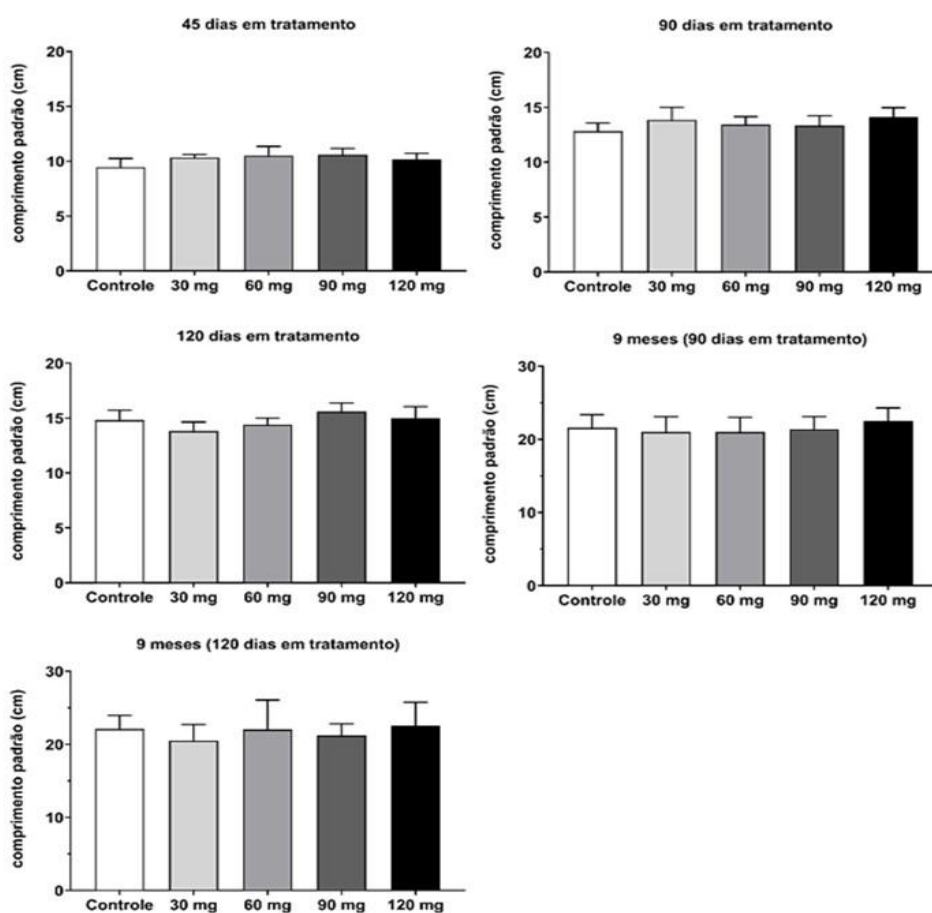 45 dias em tratamento
comprimento padrão (cm)
20
15
10
5
0
Controle 30 mg 60 mg 90 mg 120 mg
90 dias em tratamento
comprimento padrão (cm)
20
15
10
5
0
Controle 30 mg 60 mg 90 mg 120 mg
120 dias em tratamento
comprimento padrão (cm)
20
15
10
5
0
Controle 30 mg 60 mg 90 mg 120 mg
9 meses (90 dias em tratamento)
comprimento padrão (cm)
30
20
10
0
Controle 30 mg 60 mg 90 mg 120 mg
9 meses (120 dias em tratamento)
comprimento padrão (cm)
30
20
10
0
Controle 30 mg 60 mg 90 mg 120 mg